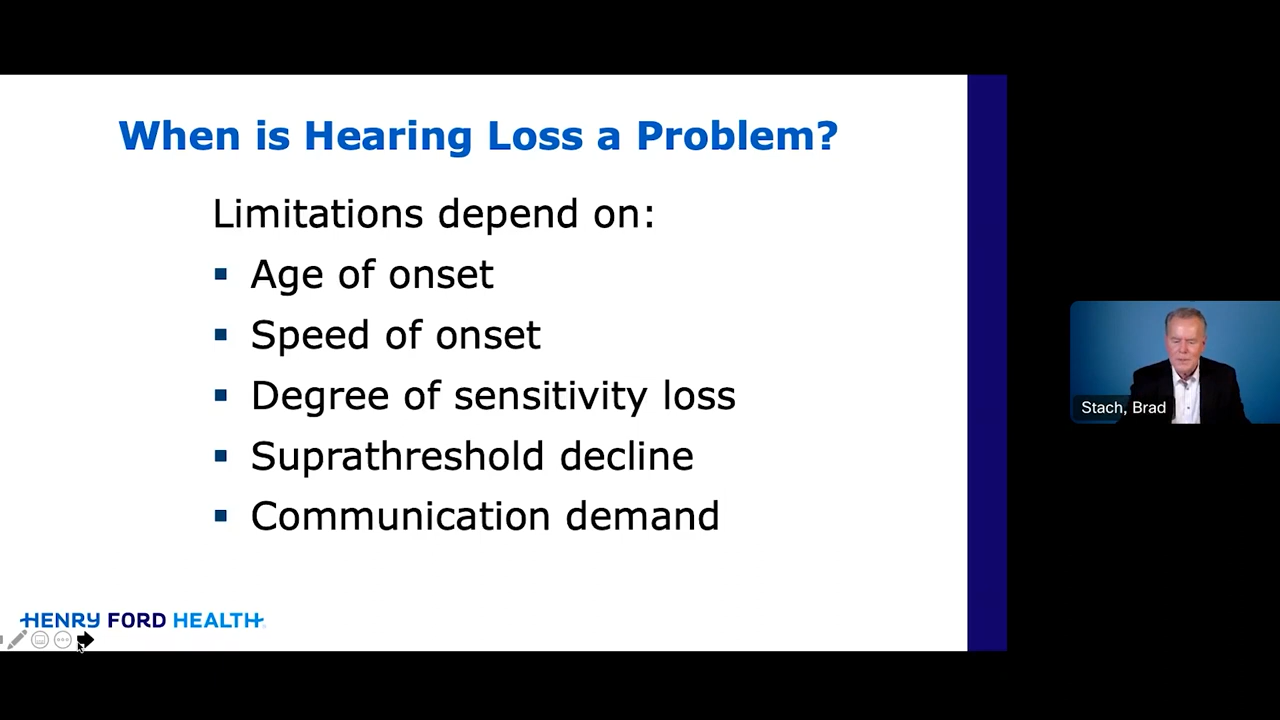 When is Hearing Loss a Problem?
Limitations depend on:
▪ Age of onset
▪ Speed of onset
▪ Degree of sensitivity loss
▪ Suprathreshold decline
▪ Communication demand
HENRY FORD HEALTH
Stach, Brad